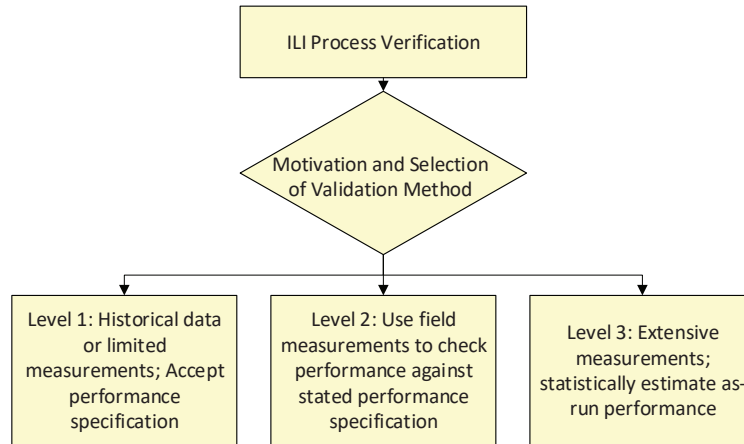 ILI Process Verification
Motivation and Selection
of Validation Method
Level 1: Historical data
or limited
measurements; Accept
performance
specification
Level 2: Use field
measurements to check
performance against
stated performance
specification
Level 3: Extensive
measurements;
statistically estimate as-
run performance